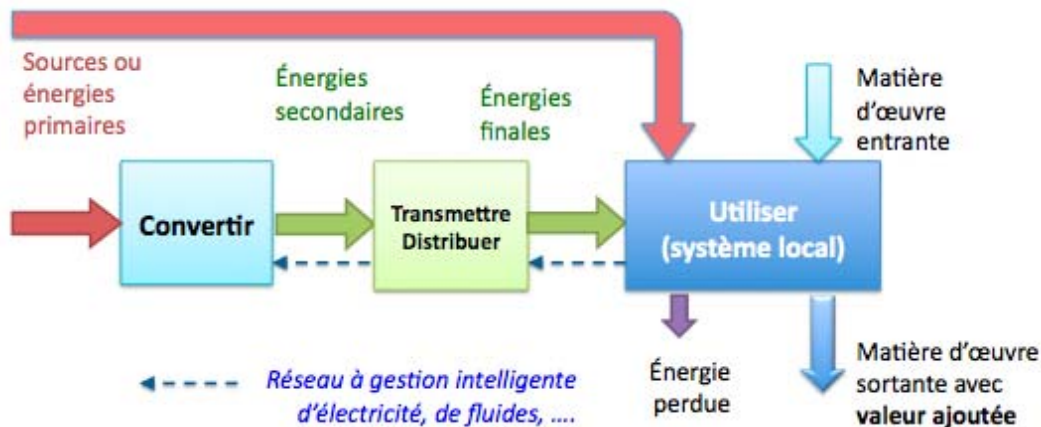 Sources ou
énergies
primaires
Énergies
secondaires
Énergies
finales
Matière
d'œuvre
entrante
Convertir
Transmettre
Distribuer
Utiliser
(système local)
Réseau à gestion intelligente
d'électricité, de fluides, ....
Énergie
perdue
Matière d'œuvre
sortante avec
valeur ajoutée